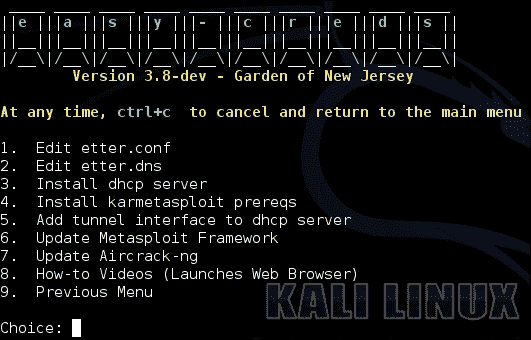 easy-creds
Version 3.8-dev - Garden of New Jersey
At any time, ctrl+c  to cancel and return to the main menu
1.  Edit etter.conf
2.  Edit etter.dns
3.  Install dhcp server
4.  Install karmetasploit prereqs
5.  Add tunnel interface to dhcp server
6.  Update Metasploit Framework
7.  Update Aircrack-ng
8.  How-to Videos (Launches Web Browser)
9.  Previous Menu
KALI LINUX
Choice: